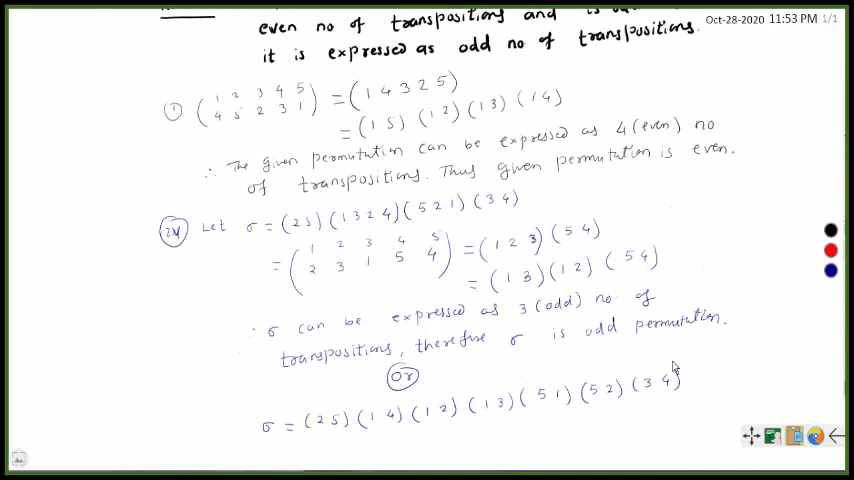 even no of transpositions and is
it is expressed as odd no of transpositions.
Oct-28-2020 11:53 PM 1/1
① ( 1 2 3 4 5 / 4 5 2 3 1 ) = (1 4 3 2 5)
= (1 5) (1 2) (1 3) (1 4)
∴ The given permutation can be expressed as 4 (even) no
of transpositions. Thus given permutation is even.
Let σ = (2 5) (1 3 2 4) (5 2 1) (3 4)
= ( 1 2 3 4 5 / 2 3 1 5 4 ) = (1 2 3) (5 4)
= (1 3) (1 2) (5 4)
∴ σ can be expressed as 3 (odd) no of
transpositions, therefore σ is odd permutation.
Or
σ = (2 5) (1 4) (1 2) (1 3) (5 1) (5 2) (3 4)